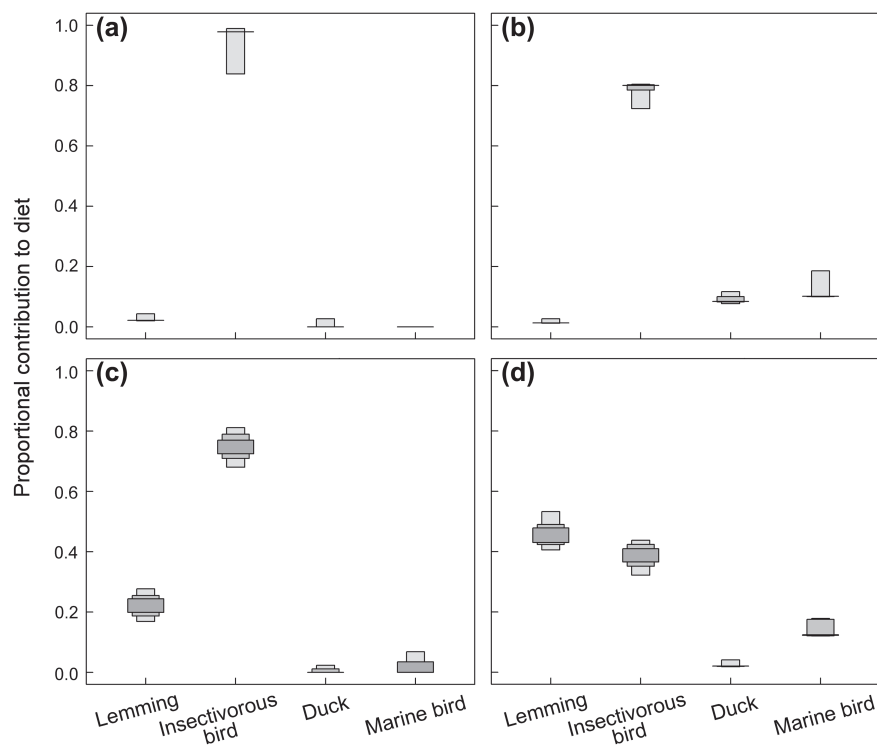 (a)
(b)
1.0
0.8
0.6
0.4
0.2
0.0
(c)
(d)
1.0
0.8
0.6
0.4
0.2
0.0
Proportional contribution to diet
Lemming
Insectivorous
bird
Duck
Marine bird
Lemming
Insectivorous
bird
Duck
Marine bird